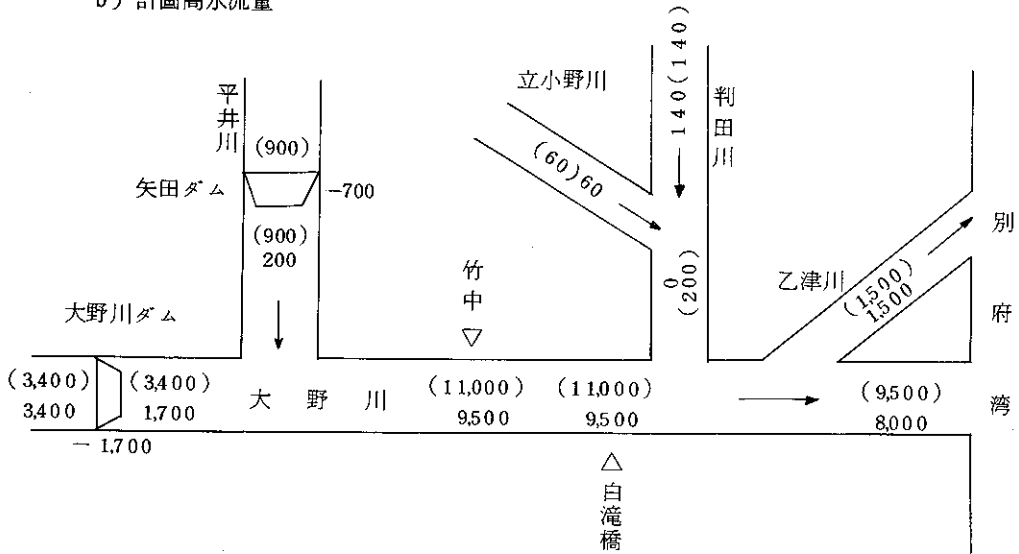 b) 計画高水流量
平井川
(900)
矢田ダム
-700
(900)
200
立小野川
(60)60
140(140)
判田川
0
(200)
竹中
▽
乙津川
(1,500)
1,500
別府湾
大野川ダム
(3,400)
3,400
(3,400)
1,700
- 1,700
大野川
(11,000)
9,500
(11,000)
9,500
(9,500)
8,000
△
白滝橋